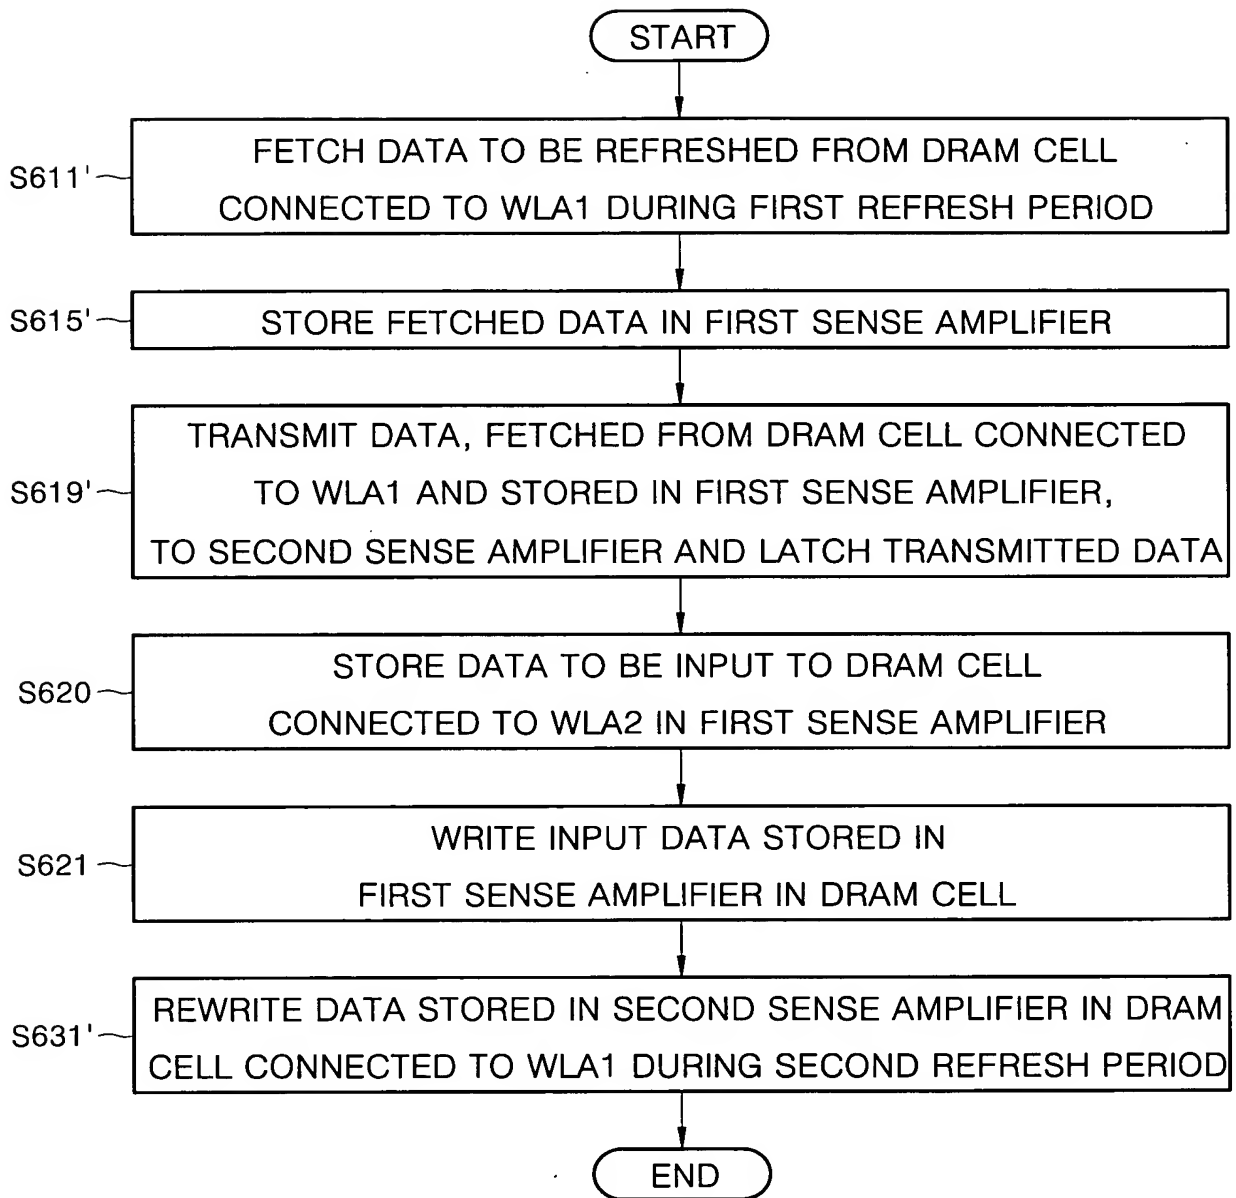 START
S611'
FETCH DATA TO BE REFRESHED FROM DRAM CELL
CONNECTED TO WLA1 DURING FIRST REFRESH PERIOD
S615'
STORE FETCHED DATA IN FIRST SENSE AMPLIFIER
S619'
TRANSMIT DATA, FETCHED FROM DRAM CELL CONNECTED
TO WLA1 AND STORED IN FIRST SENSE AMPLIFIER,
TO SECOND SENSE AMPLIFIER AND LATCH TRANSMITTED DATA
S620
STORE DATA TO BE INPUT TO DRAM CELL
CONNECTED TO WLA2 IN FIRST SENSE AMPLIFIER
S621
WRITE INPUT DATA STORED IN
FIRST SENSE AMPLIFIER IN DRAM CELL
S631'
REWRITE DATA STORED IN SECOND SENSE AMPLIFIER IN DRAM
CELL CONNECTED TO WLA1 DURING SECOND REFRESH PERIOD
END